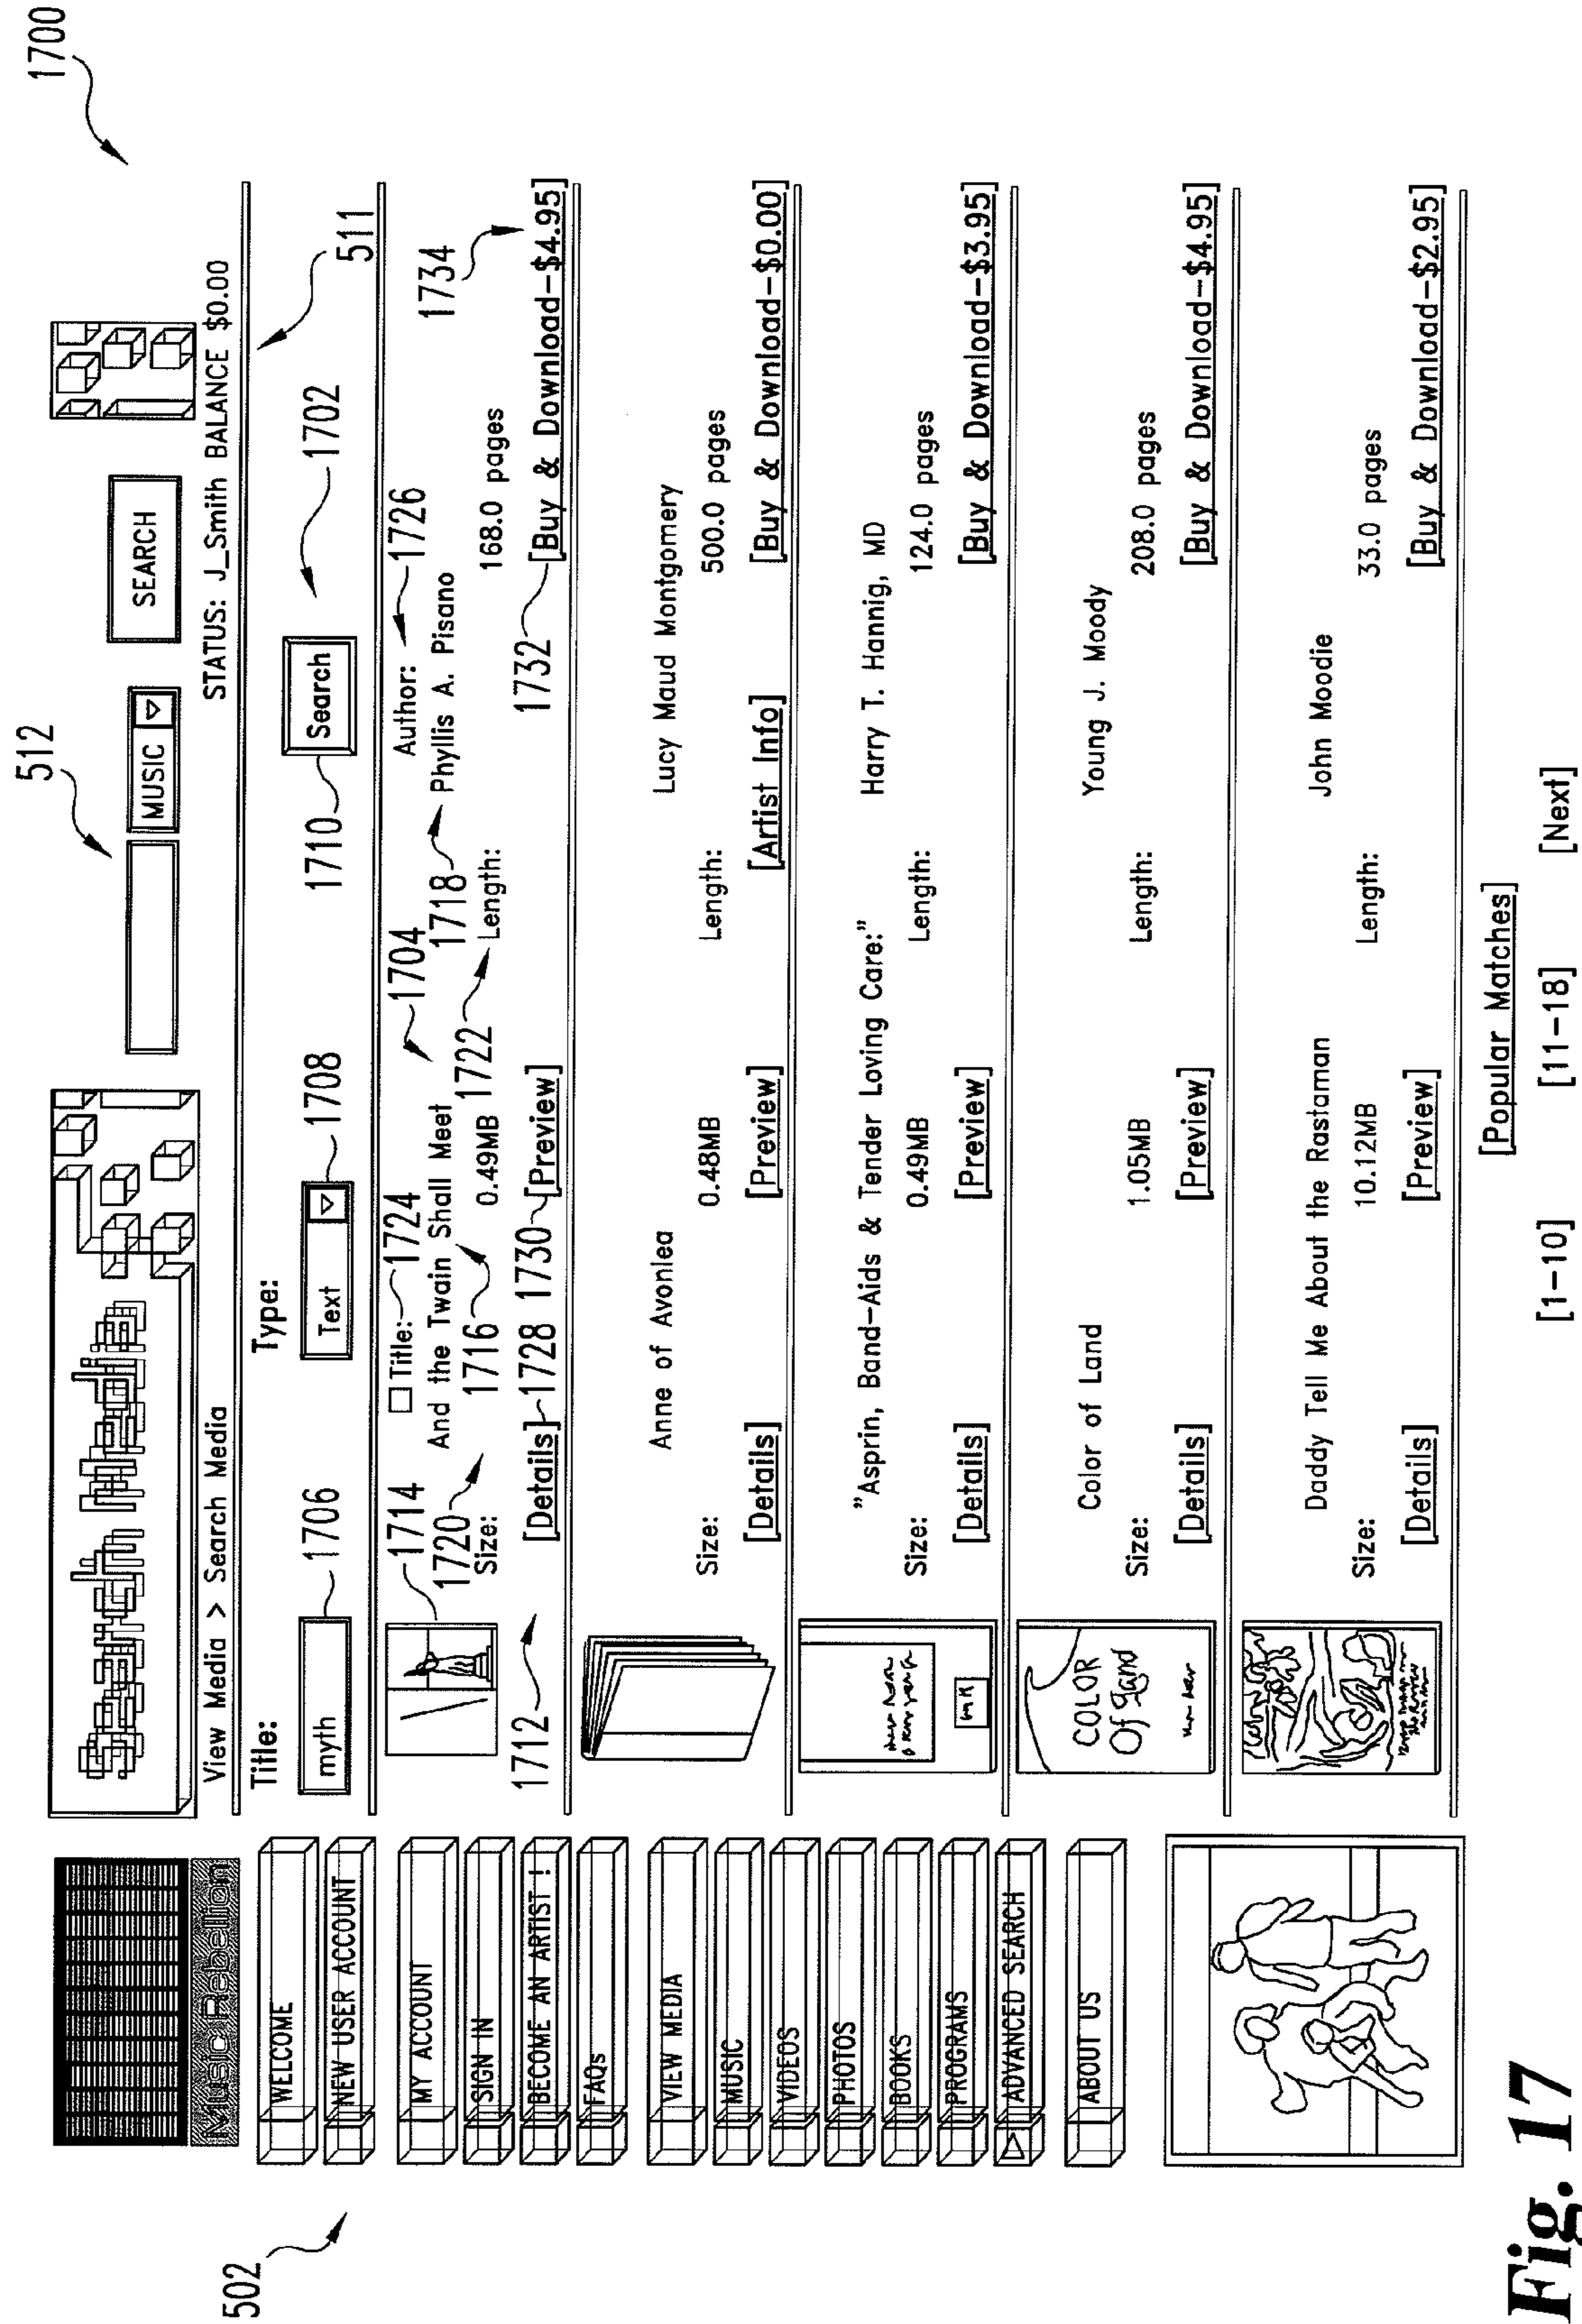 1700
512
Music Rebellion
MUSIC
SEARCH
View Media > Search Media
STATUS: J_Smith BALANCE $0.00
511
502
WELCOME
NEW USER ACCOUNT
MY ACCOUNT
SIGN IN
BECOME AN ARTIST !
FAQs
VIEW MEDIA
MUSIC
VIDEOS
PHOTOS
BOOKS
PROGRAMS
ADVANCED SEARCH
ABOUT US
Title:
Type:
myth
1706
Text
1708
1710
Search
1702
1714
Title:
1724
1704
Author:
1726
And the Twain Shall Meet
1718
Phyllis A. Pisano
1734
1720
1716
1722
Size:
0.49MB
Length:
168.0 pages
1712
[Details]
1728
1730
[Preview]
1732
[Buy & Download-$4.95]
Anne of Avonlea
Lucy Maud Montgomery
Size:
0.48MB
Length:
500.0 pages
[Details]
[Preview]
[Artist Info]
[Buy & Download-$0.00]
"Asprin, Band-Aids & Tender Loving Care:"
Harry T. Hannig, MD
Size:
0.49MB
Length:
124.0 pages
[Details]
[Preview]
[Buy & Download-$3.95]
COLOR
Of Land
Color of Land
Young J. Moody
Size:
1.05MB
Length:
208.0 pages
[Details]
[Preview]
[Buy & Download-$4.95]
Daddy Tell Me About the Rastaman
John Moodie
Size:
10.12MB
Length:
33.0 pages
[Details]
[Preview]
[Buy & Download-$2.95]
[Popular Matches]
[1-10]
[11-18]
[Next]
Fig. 17